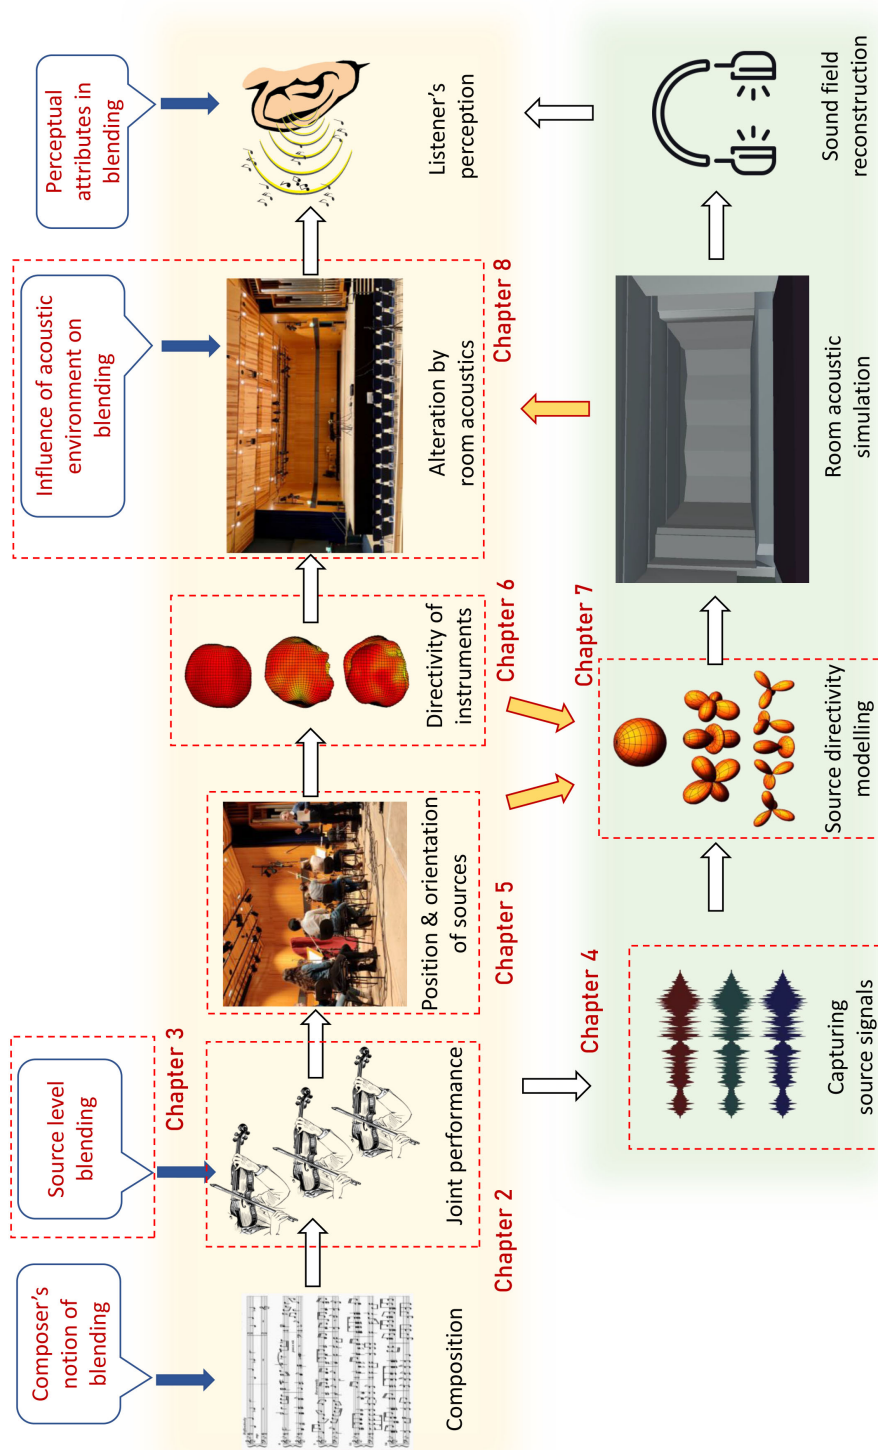 Composer's
notion of
blending
Source level
blending
Influence of acoustic
environment on
blending
Perceptual
attributes in
blending
Chapter 3
Composition
Joint performance
Position & orientation
of sources
Directivity of
instruments
Alteration by
room acoustics
Listener's
perception
Chapter 2
Chapter 5
Chapter 6
Chapter 8
Chapter 4
Chapter 7
Capturing
source signals
Source directivity
modelling
Room acoustic
simulation
Sound field
reconstruction